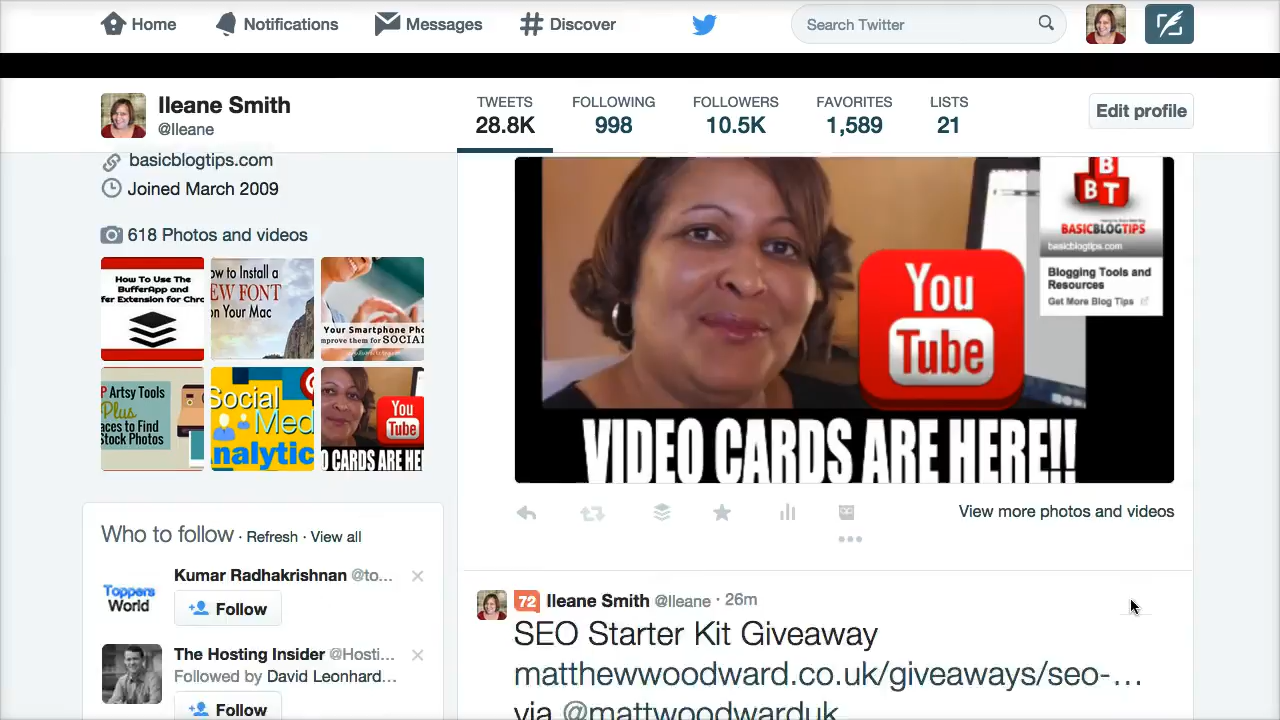 Home
Notifications
Messages
Discover
Search Twitter
Ileane Smith
@Ileane
TWEETS
28.8K
FOLLOWING
998
FOLLOWERS
10.5K
FAVORITES
1,589
LISTS
21
Edit profile
basicblogtips.com
Joined March 2009
618 Photos and videos
How To Use The
BufferApp and
fer Extension for Chro
ow to Install a
EW FONT
on Your Mac
Your Smartphone Pho
mprove them for SOCIAL
P Artsy Tools
Plus
aces to Find
Stock Photos
Social
Med
nalytic
You
Tube
O CARDS ARE HE
BBT
BASICBLOGTIPS
basicblogtips.com
Blogging Tools and
Resources
Get More Blog Tips
You
Tube
VIDEO CARDS ARE HERE!!
View more photos and videos
Who to follow · Refresh · View all
Kumar Radhakrishnan @to...
Toppers
World
Follow
The Hosting Insider @Hosti...
Followed by David Leonhard...
Follow
72 Ileane Smith @Ileane · 26m
SEO Starter Kit Giveaway
matthewwoodward.co.uk/giveaways/seo-...
via @mattwoodwarduk